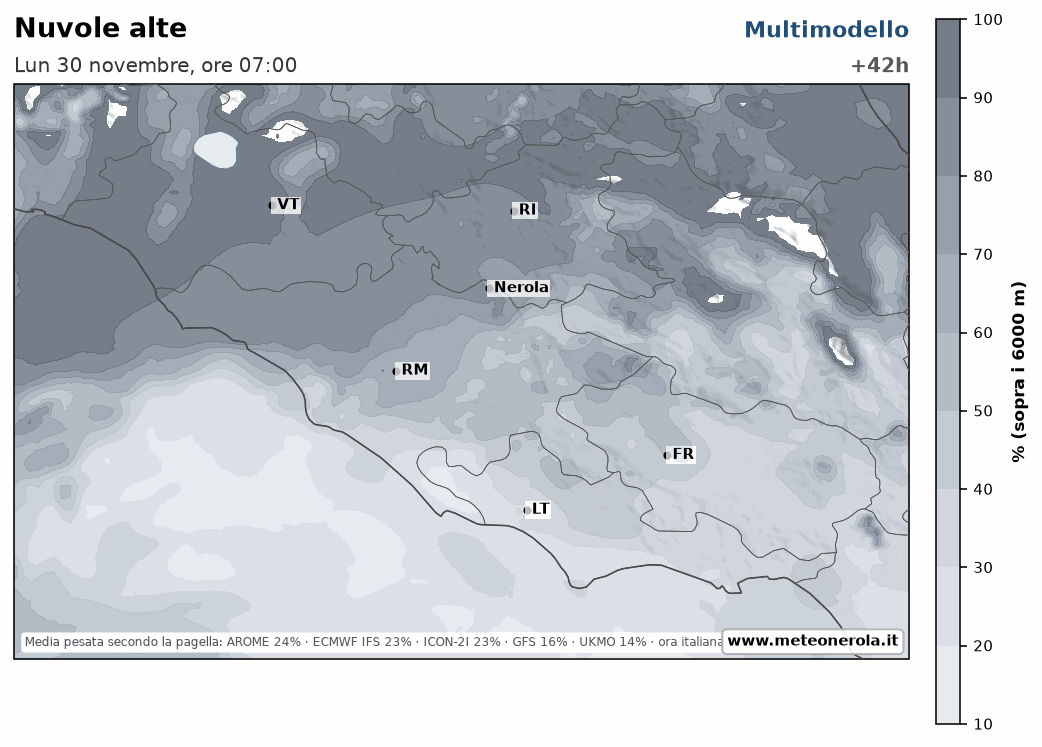 Nuvole alte
Multimodello
Lun 30 novembre, ore 07:00
+42h
100
90
80
70
60
50
40
30
20
10
% (sopra i 6000 m)
VT
RI
Nerola
RM
FR
LT
Media pesata secondo la pagella: AROME 24% · ECMWF IFS 23% · ICON-2I 23% · GFS 16% · UKMO 14% · ora italiana
www.meteonerola.it